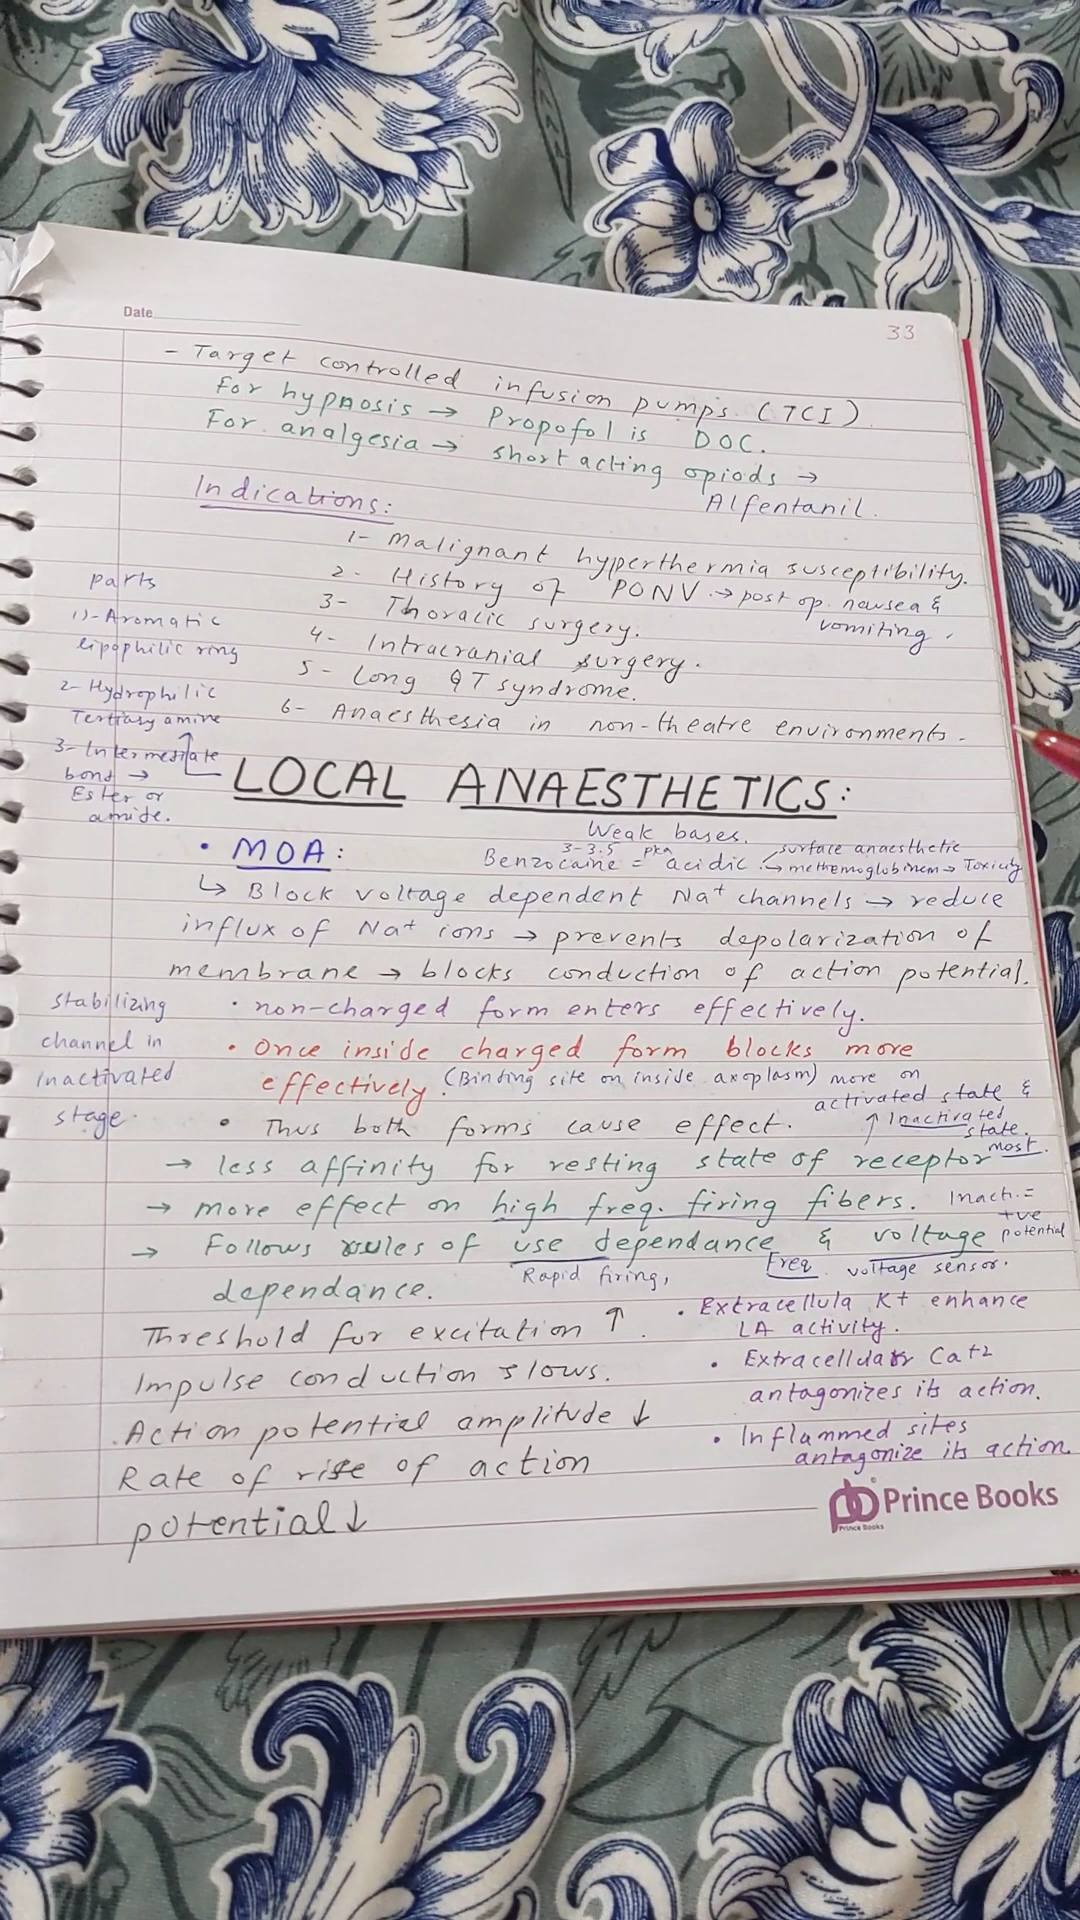 Date
33
- Target controlled infusion pumps. (TCI)
For hypnosis → Propofol is DOC.
For analgesia → short acting opiods →
Alfentanil.
Indications:
1- Malignant hyperthermia susceptibility.
2- History of PONV → post op. nausea &
vomiting.
3- Thoracic surgery.
4- Intracranial surgery.
5- Long QT syndrome.
6- Anaesthesia in non-theatre environments.
parts
1)- Aromatic
lipophilic ring
2- Hydrophilic
Tertiary amine
3- Intermediate
bond →
Ester or
amide.
LOCAL ANAESTHETICS:
Weak bases.
• MOA:
3-3.5 pka
Benzocaine = acidic
surface anaesthetic
methemoglobinem → Toxicity
↳ Block voltage dependent Na+ channels → reduce
influx of Na+ ions → prevents depolarization of
membrane → blocks conduction of action potential.
• non-charged form enters effectively.
• Once inside charged form blocks more
effectively. (Binding site on inside axoplasm) more on
activated state &
↑ Inactivated
state.
most.
stabilizing
channel in
inactivated
stage.
• Thus both forms cause effect.
→ less affinity for resting state of receptor
→ more effect on high freq. firing fibers.
Inach.=
+ve
potential
→ Follows rules of use dependance & voltage
dependance.
Rapid firing,
Freq
voltage sensor.
Threshold for excitation ↑.
Impulse conduction slows.
Action potential amplitude ↓
Rate of rise of action
potential ↓
• Extracellula K+ enhance
LA activity.
• Extracellular Ca+2
antagonizes its action.
• Inflammed sites
antagonize its action.
Prince Books
Prince Books